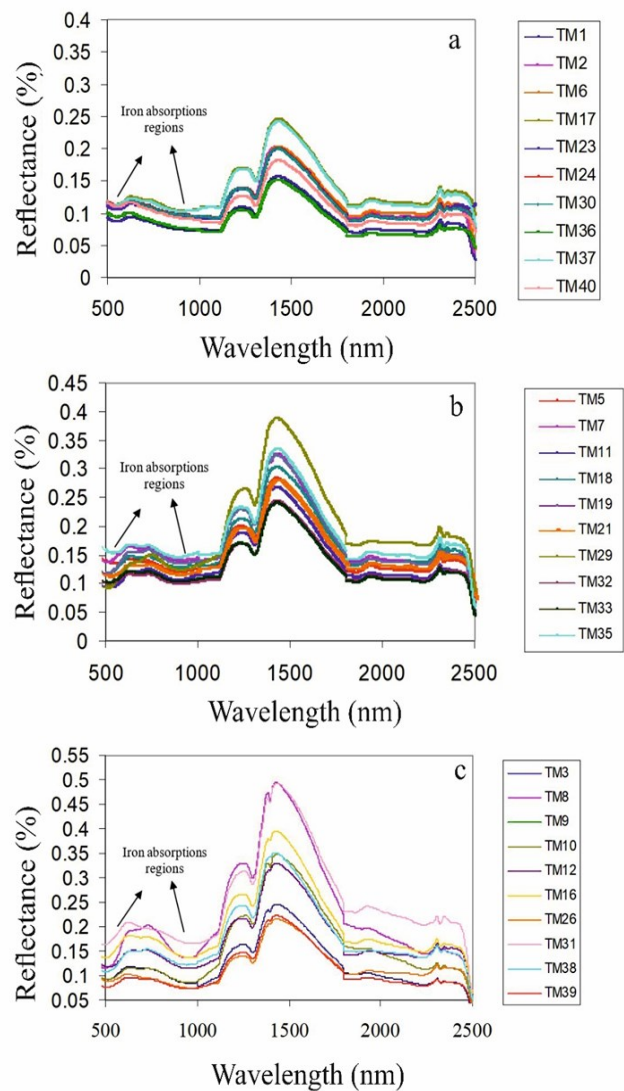 a
0.4
0.35
0.3
0.25
0.2
0.15
0.1
0.05
0
Reflectance (%)
Iron absorptions
regions
500 1000 1500 2000 2500
Wavelength (nm)
TM1
TM2
TM6
TM17
TM23
TM24
TM30
TM36
TM37
TM40
b
0.45
0.4
0.35
0.3
0.25
0.2
0.15
0.1
0.05
0
Reflectance (%)
Iron absorptions
regions
500 1000 1500 2000 2500
Wavelength (nm)
TM5
TM7
TM11
TM18
TM19
TM21
TM29
TM32
TM33
TM35
c
0.55
0.5
0.45
0.4
0.35
0.3
0.25
0.2
0.15
0.1
0.05
Reflectance (%)
Iron absorptions
regions
500 1000 1500 2000 2500
Wavelength (nm)
TM3
TM8
TM9
TM10
TM12
TM16
TM26
TM31
TM38
TM39